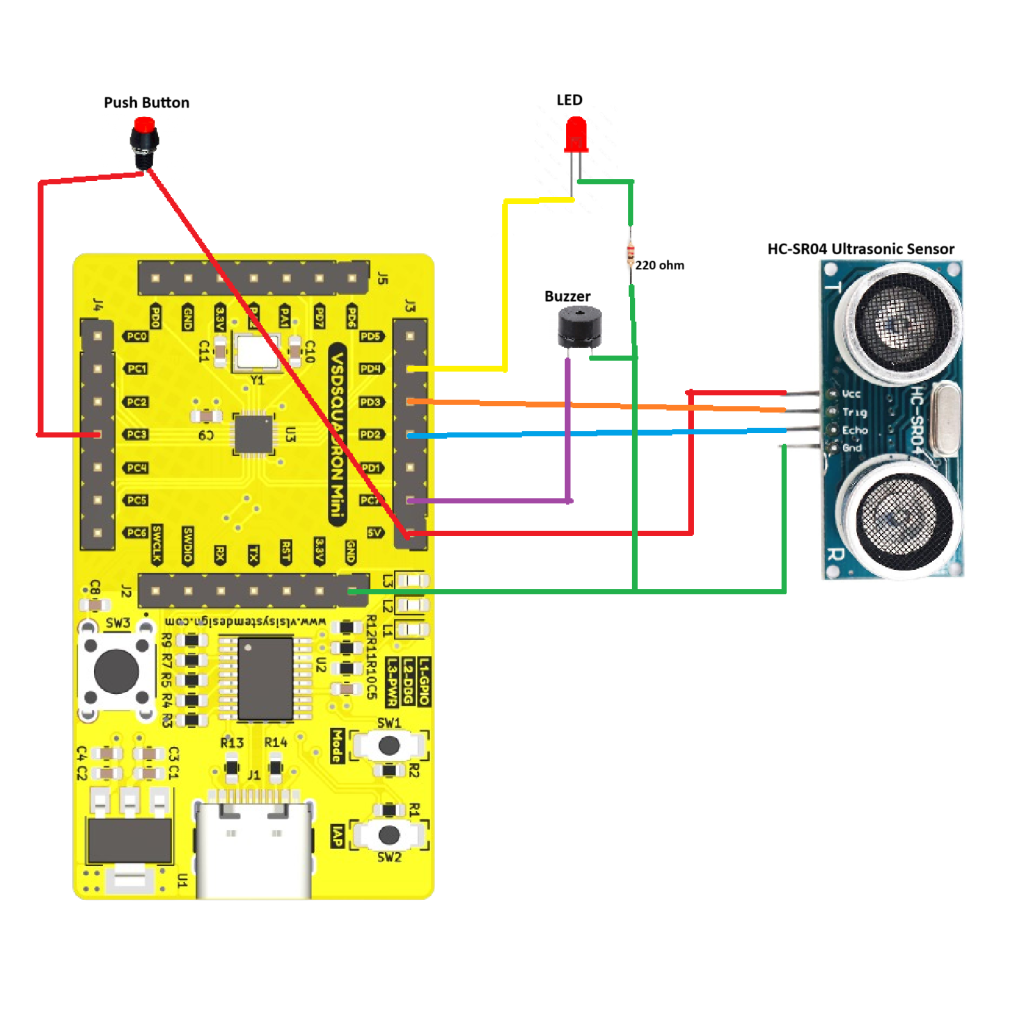 Push Button
LED
HC-SR04 Ultrasonic Sensor
220 ohm
Buzzer
J5
J4
J3
PD0
GND
3.3V
PA1
PD7
PD6
PC0
PC1
PC2
PC3
PC4
PC5
PC6
PD5
PD4
PD3
PD2
PD1
5V
C11
C10
Y1
C9
U3
VSDSQUADRON Mini
SWCLK
SWDIO
RX
TX
RST
3.3V
GND
J2
C8
SW3
L3
L2
L1
www.vlsisystemdesign.com
R9
R7
R5
R4
R3
U2
R12
R11
R10
C5
L1-GPIO
L2-DBG
L3-PWR
SW1
Mode
R2
R13
R14
J1
C4
C3
C2
C1
R1
IAP
SW2
U1
T
Vcc
Trig
Echo
Gnd
HC-SR04
R